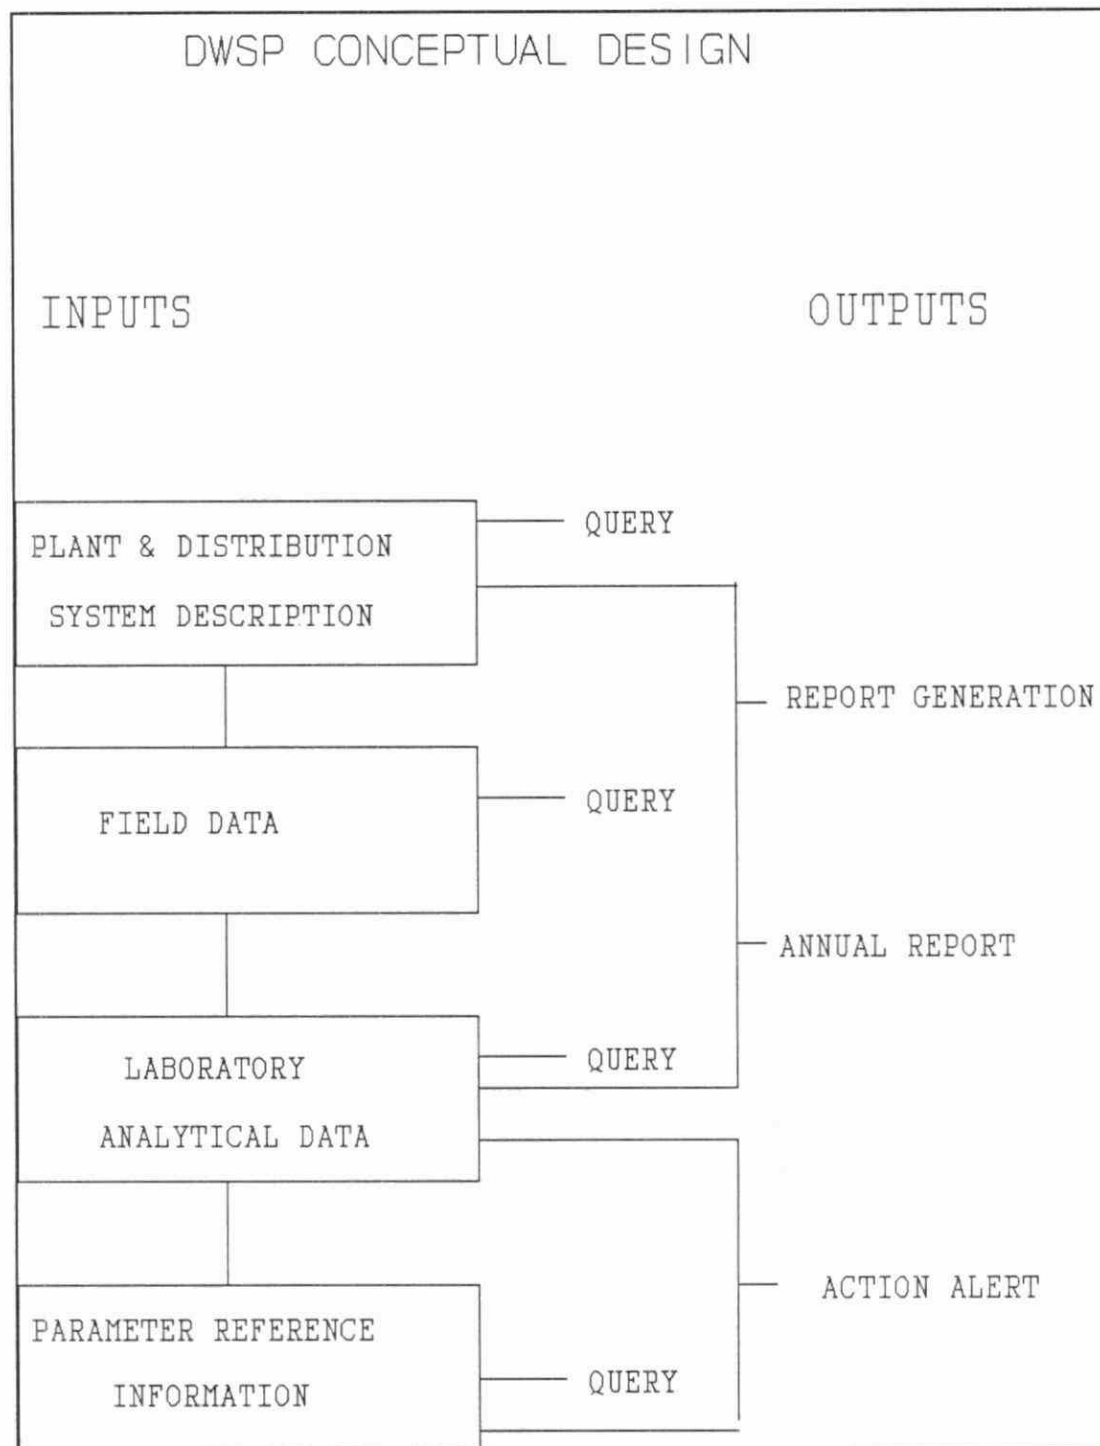 DWSP CONCEPTUAL DESIGN
INPUTS
OUTPUTS
PLANT & DISTRIBUTION
SYSTEM DESCRIPTION
QUERY
REPORT GENERATION
FIELD DATA
QUERY
ANNUAL REPORT
LABORATORY
ANALYTICAL DATA
QUERY
ACTION ALERT
PARAMETER REFERENCE
INFORMATION
QUERY